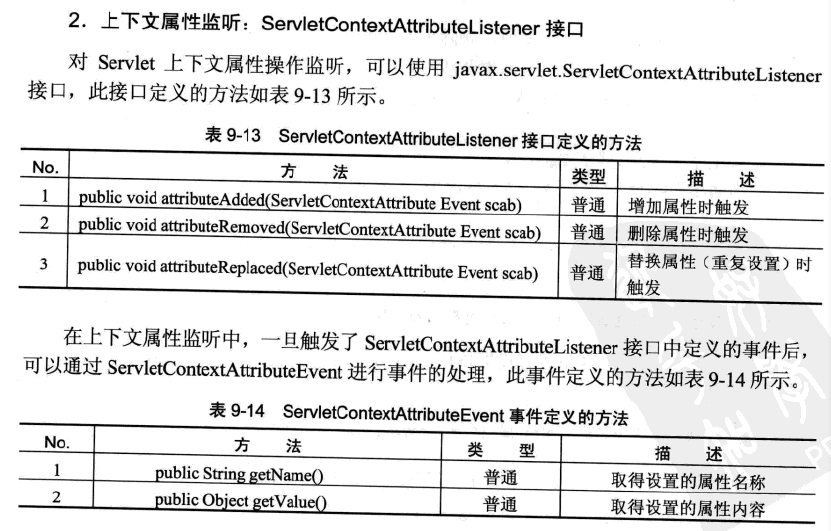 2．上下文属性监听：ServletContextAttributeListener 接口
对 Servlet 上下文属性操作监听，可以使用 javax.servlet.ServletContextAttributeListener
接口，此接口定义的方法如表 9-13 所示。
表 9-13 ServletContextAttributeListener 接口定义的方法
No. 方 法 类型 描 述
1 public void attributeAdded(ServletContextAttribute Event scab) 普通 增加属性时触发
2 public void attributeRemoved(ServletContextAttribute Event scab) 普通 删除属性时触发
3 public void attributeReplaced(ServletContextAttribute Event scab) 普通 替换属性（重复设置）时
触发
在上下文属性监听中，一旦触发了 ServletContextAttributeListener 接口中定义的事件后，
可以通过 ServletContextAttributeEvent 进行事件的处理，此事件定义的方法如表 9-14 所示。
表 9-14 ServletContextAttributeEvent 事件定义的方法
No. 方 法 类 型 描 述
1 public String getName() 普通 取得设置的属性名称
2 public Object getValue() 普通 取得设置的属性内容